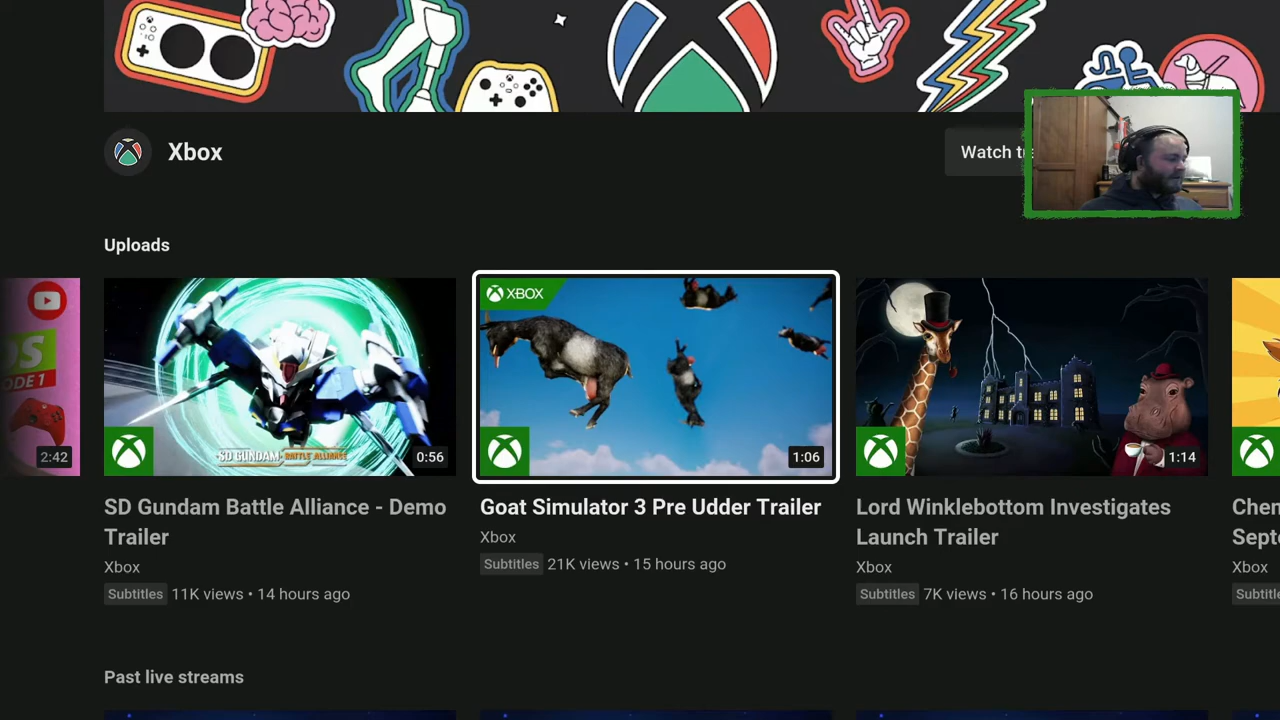 Xbox
Watch tr
Uploads
XBOX
S
ODE 1
2:42
SD GUNDAM BATTLE ALLIANCE
0:56
1:06
1:14
SD Gundam Battle Alliance - Demo
Trailer
Xbox
Subtitles 11K views • 14 hours ago
Goat Simulator 3 Pre Udder Trailer
Xbox
Subtitles 21K views • 15 hours ago
Lord Winklebottom Investigates
Launch Trailer
Xbox
Subtitles 7K views • 16 hours ago
Chen
Septe
Xbox
Subtitle
Past live streams